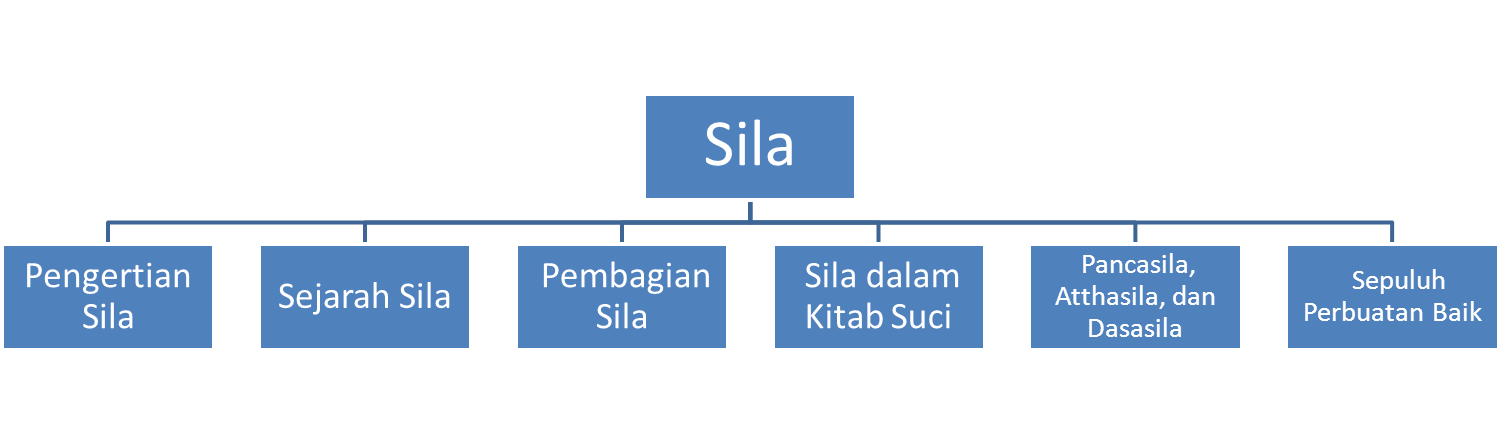 Sila
Pengertian
Sila
Sejarah Sila
Pembagian
Sila
Sila dalam
Kitab Suci
Pancasila,
Atthasila, dan
Dasasila
Sepuluh
Perbuatan Baik